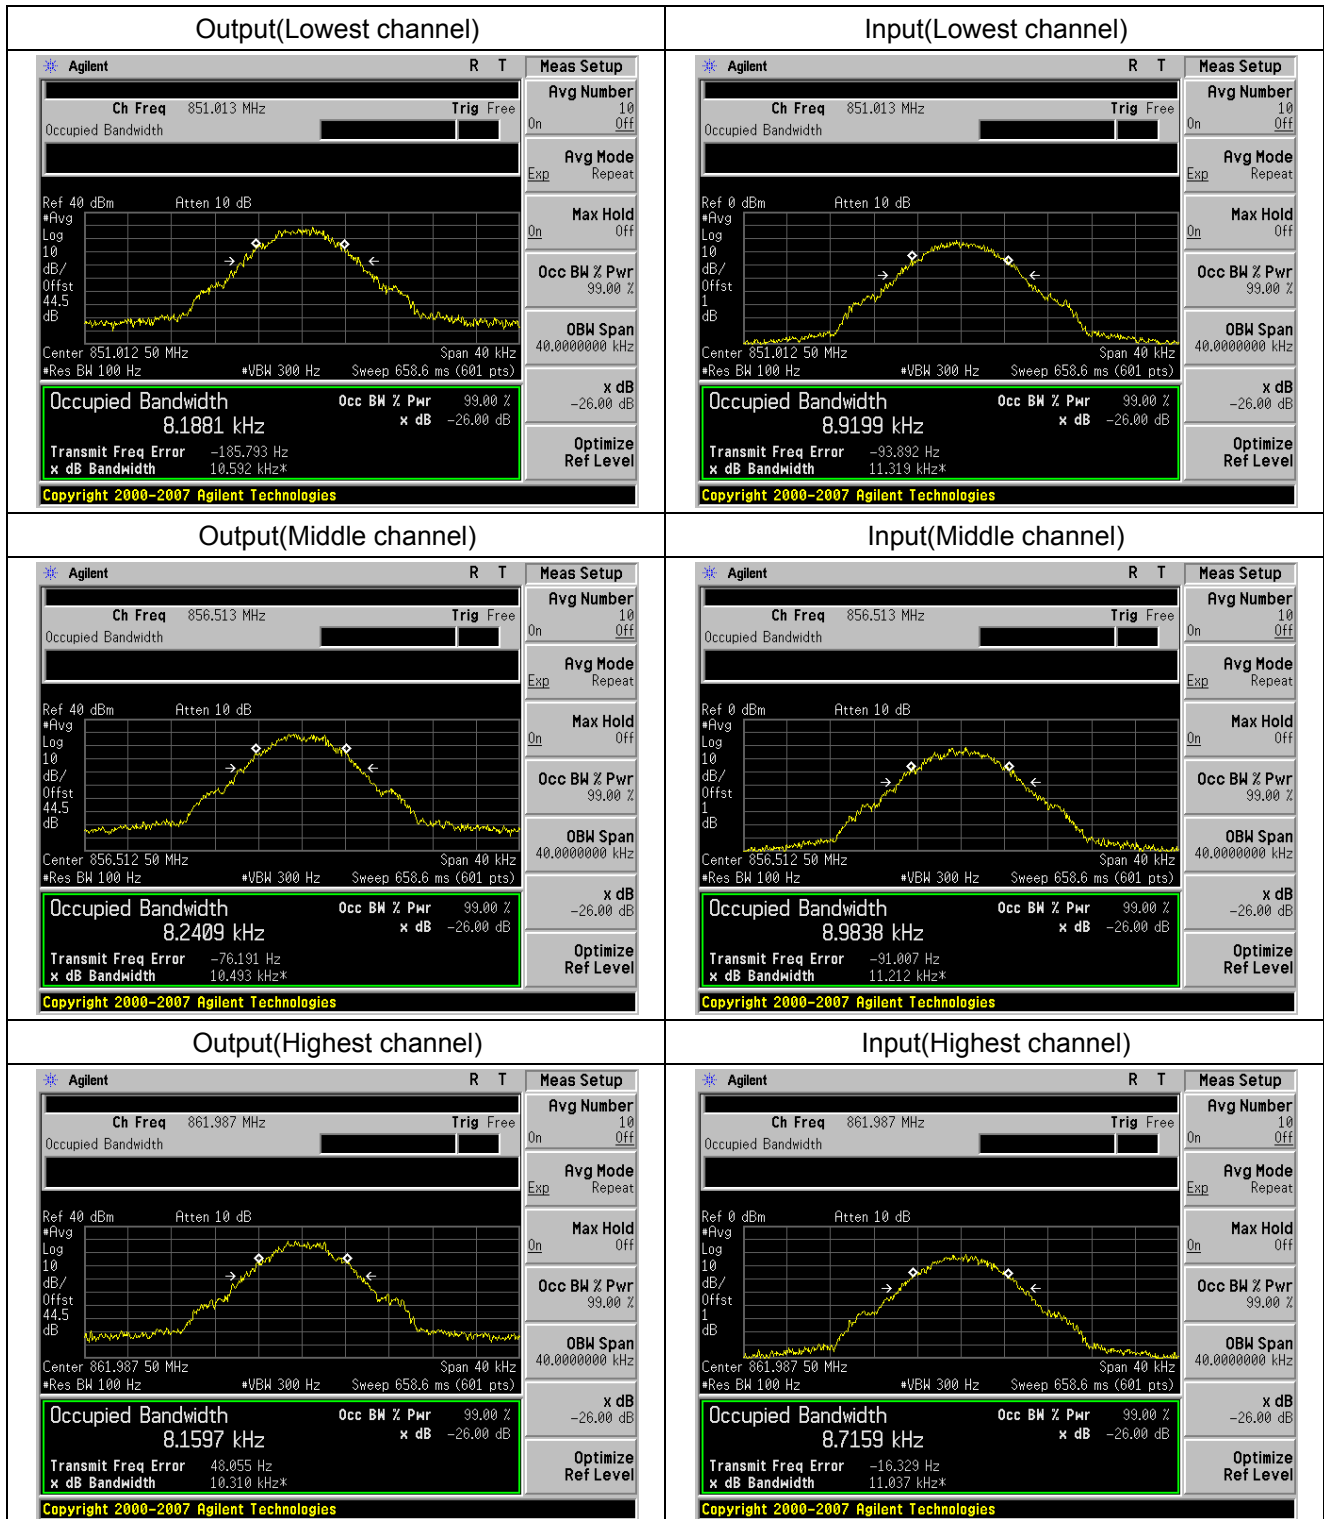 Output(Lowest channel)
Input(Lowest channel)
Agilent R T Meas Setup
Ch Freq 851.013 MHz Trig Free
Occupied Bandwidth
Avg Number
10
On Off
Avg Mode
Exp Repeat
Ref 40 dBm Atten 10 dB
#Avg
Log
10
dB/
Offst
44.5
dB
Max Hold
On Off
Occ BW % Pwr
99.00 %
OBW Span
40.0000000 kHz
Center 851.012 50 MHz Span 40 kHz
#Res BW 100 Hz #VBW 300 Hz Sweep 658.6 ms (601 pts)
Occupied Bandwidth Occ BW % Pwr 99.00 %
8.1881 kHz x dB -26.00 dB
Transmit Freq Error -185.793 Hz
x dB Bandwidth 10.592 kHz*
x dB
-26.00 dB
Optimize
Ref Level
Copyright 2000-2007 Agilent Technologies
Agilent R T Meas Setup
Ch Freq 851.013 MHz Trig Free
Occupied Bandwidth
Avg Number
10
On Off
Avg Mode
Exp Repeat
Ref 0 dBm Atten 10 dB
#Avg
Log
10
dB/
Offst
1
dB
Max Hold
On Off
Occ BW % Pwr
99.00 %
OBW Span
40.0000000 kHz
Center 851.012 50 MHz Span 40 kHz
#Res BW 100 Hz #VBW 300 Hz Sweep 658.6 ms (601 pts)
Occupied Bandwidth Occ BW % Pwr 99.00 %
8.9199 kHz x dB -26.00 dB
Transmit Freq Error -93.892 Hz
x dB Bandwidth 11.319 kHz*
x dB
-26.00 dB
Optimize
Ref Level
Copyright 2000-2007 Agilent Technologies
Output(Middle channel)
Input(Middle channel)
Agilent R T Meas Setup
Ch Freq 856.513 MHz Trig Free
Occupied Bandwidth
Avg Number
10
On Off
Avg Mode
Exp Repeat
Ref 40 dBm Atten 10 dB
#Avg
Log
10
dB/
Offst
44.5
dB
Max Hold
On Off
Occ BW % Pwr
99.00 %
OBW Span
40.0000000 kHz
Center 856.512 50 MHz Span 40 kHz
#Res BW 100 Hz #VBW 300 Hz Sweep 658.6 ms (601 pts)
Occupied Bandwidth Occ BW % Pwr 99.00 %
8.2409 kHz x dB -26.00 dB
Transmit Freq Error -76.191 Hz
x dB Bandwidth 10.493 kHz*
x dB
-26.00 dB
Optimize
Ref Level
Copyright 2000-2007 Agilent Technologies
Agilent R T Meas Setup
Ch Freq 856.513 MHz Trig Free
Occupied Bandwidth
Avg Number
10
On Off
Avg Mode
Exp Repeat
Ref 0 dBm Atten 10 dB
#Avg
Log
10
dB/
Offst
1
dB
Max Hold
On Off
Occ BW % Pwr
99.00 %
OBW Span
40.0000000 kHz
Center 856.512 50 MHz Span 40 kHz
#Res BW 100 Hz #VBW 300 Hz Sweep 658.6 ms (601 pts)
Occupied Bandwidth Occ BW % Pwr 99.00 %
8.9838 kHz x dB -26.00 dB
Transmit Freq Error -91.007 Hz
x dB Bandwidth 11.212 kHz*
x dB
-26.00 dB
Optimize
Ref Level
Copyright 2000-2007 Agilent Technologies
Output(Highest channel)
Input(Highest channel)
Agilent R T Meas Setup
Ch Freq 861.987 MHz Trig Free
Occupied Bandwidth
Avg Number
10
On Off
Avg Mode
Exp Repeat
Ref 40 dBm Atten 10 dB
#Avg
Log
10
dB/
Offst
44.5
dB
Max Hold
On Off
Occ BW % Pwr
99.00 %
OBW Span
40.0000000 kHz
Center 861.987 50 MHz Span 40 kHz
#Res BW 100 Hz #VBW 300 Hz Sweep 658.6 ms (601 pts)
Occupied Bandwidth Occ BW % Pwr 99.00 %
8.1597 kHz x dB -26.00 dB
Transmit Freq Error 48.055 Hz
x dB Bandwidth 10.310 kHz*
x dB
-26.00 dB
Optimize
Ref Level
Copyright 2000-2007 Agilent Technologies
Agilent R T Meas Setup
Ch Freq 861.987 MHz Trig Free
Occupied Bandwidth
Avg Number
10
On Off
Avg Mode
Exp Repeat
Ref 0 dBm Atten 10 dB
#Avg
Log
10
dB/
Offst
1
dB
Max Hold
On Off
Occ BW % Pwr
99.00 %
OBW Span
40.0000000 kHz
Center 861.987 50 MHz Span 40 kHz
#Res BW 100 Hz #VBW 300 Hz Sweep 658.6 ms (601 pts)
Occupied Bandwidth Occ BW % Pwr 99.00 %
8.7159 kHz x dB -26.00 dB
Transmit Freq Error -16.329 Hz
x dB Bandwidth 11.037 kHz*
x dB
-26.00 dB
Optimize
Ref Level
Copyright 2000-2007 Agilent Technologies